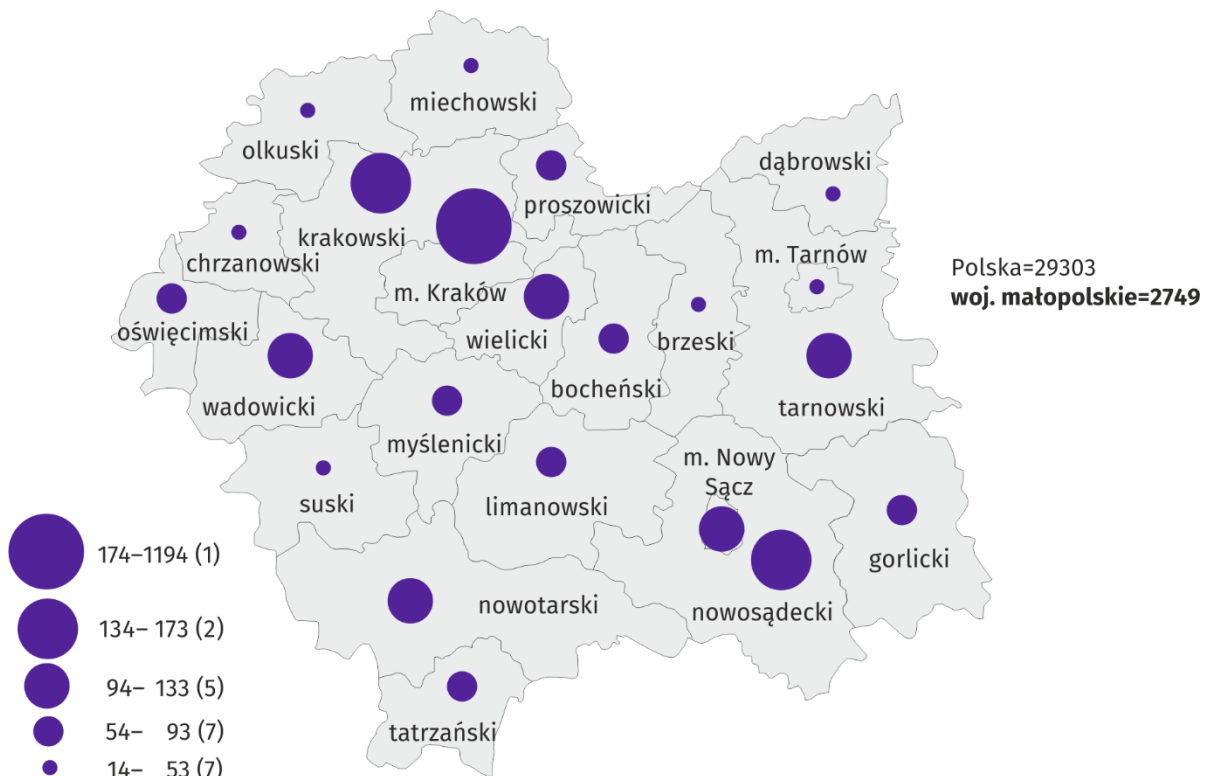 miechowski
olkuski
dąbrowski
proszowicki
krakowski
m. Tarnów
chrzanowski
Polska=29303
m. Kraków
woj. małopolskie=2749
oświęcimski
wielicki
brzeski
bocheński
wadowicki
tarnowski
myślenicki
m. Nowy
Sącz
suski
limanowski
174–1194 (1)
gorlicki
nowotarski
nowosądecki
134– 173 (2)
94– 133 (5)
54– 93 (7)
tatrzański
14– 53 (7)